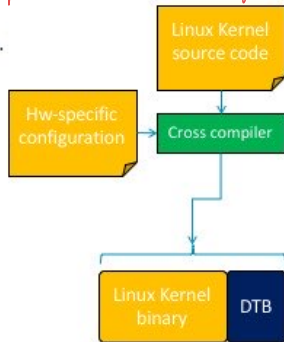 Linux Kernel
source code
Hw-specific
configuration
Cross compiler
Linux Kernel
binary
DTB